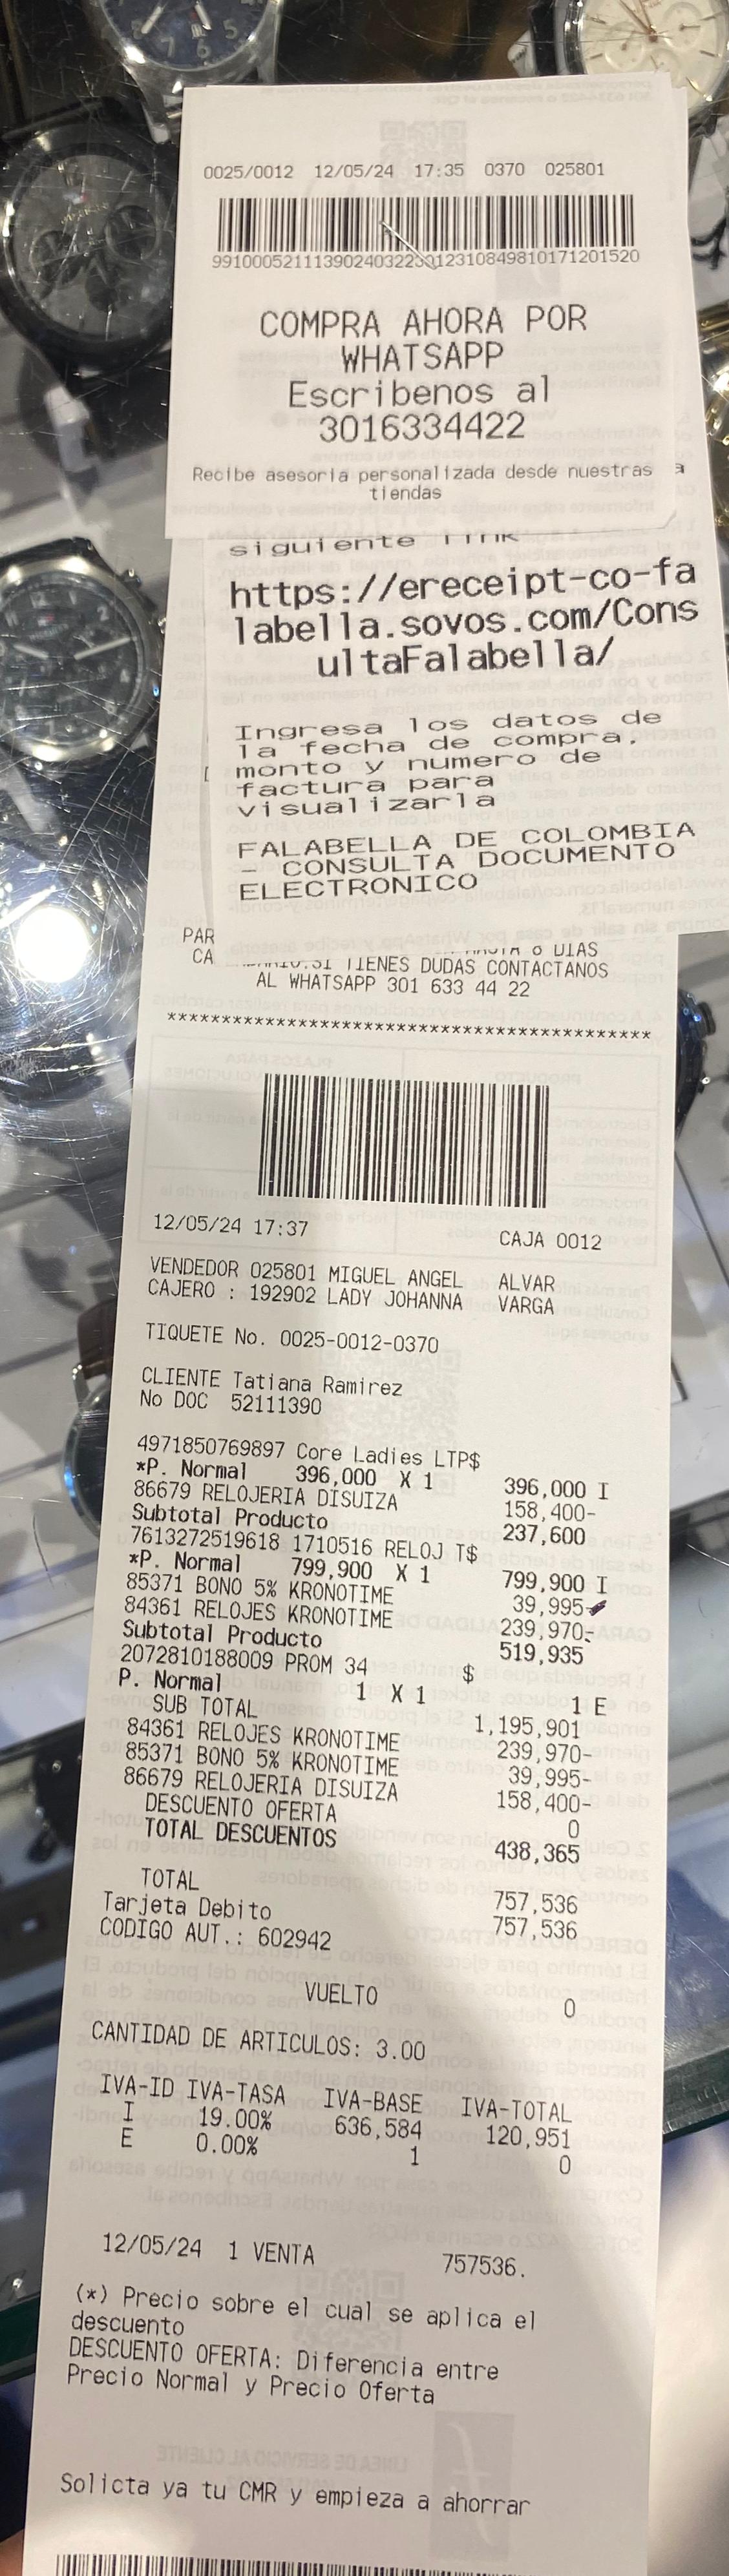 0025/0012 12/05/24 17:35 0370 025801
COMPRA AHORA POR
WHATSAPP
Escribenos al
3016334422
Recibe asesoria personalizada desde nuestras a
tiendas
siguiente link
https://ereceipt-co-fa
labella.sovos.com/Cons
ultaFalabella/
Ingresa los datos de
la fecha de compra,
monto y numero de
factura para
visualizarla
FALABELLA DE COLOMBIA
- CONSULTA DOCUMENTO
ELECTRONICO
PAR HASTA 8 DIAS
CA SI TIENES DUDAS CONTACTANOS
AL WHATSAPP 301 633 44 22
********************************************
12/05/24 17:37 CAJA 0012
VENDEDOR 025801 MIGUEL ANGEL ALVAR
CAJERO : 192902 LADY JOHANNA VARGA
TIQUETE No. 0025-0012-0370
CLIENTE Tatiana Ramirez
No DOC 52111390
4971850769897 Core Ladies LTP$
*P. Normal 396,000 X 1 396,000 I
86679 RELOJERIA DISUIZA 158,400-
Subtotal Producto 237,600
7613272519618 1710516 RELOJ T$
*P. Normal 799,900 X 1 799,900 I
85371 BONO 5% KRONOTIME 39,995-
84361 RELOJES KRONOTIME 239,970-
Subtotal Producto 519,935
2072810188009 PROM 34 $
P. Normal 1 X 1 1 E
SUB TOTAL 1,195,901
84361 RELOJES KRONOTIME 239,970-
85371 BONO 5% KRONOTIME 39,995-
86679 RELOJERIA DISUIZA 158,400-
DESCUENTO OFERTA 0
TOTAL DESCUENTOS 438,365
TOTAL 757,536
Tarjeta Debito 757,536
CODIGO AUT.: 602942
VUELTO 0
CANTIDAD DE ARTICULOS: 3.00
IVA-ID IVA-TASA IVA-BASE IVA-TOTAL
I 19.00% 636,584 120,951
E 0.00% 1 0
12/05/24 1 VENTA 757536.
(*) Precio sobre el cual se aplica el
descuento
DESCUENTO OFERTA: Diferencia entre
Precio Normal y Precio Oferta
Solicta ya tu CMR y empieza a ahorrar